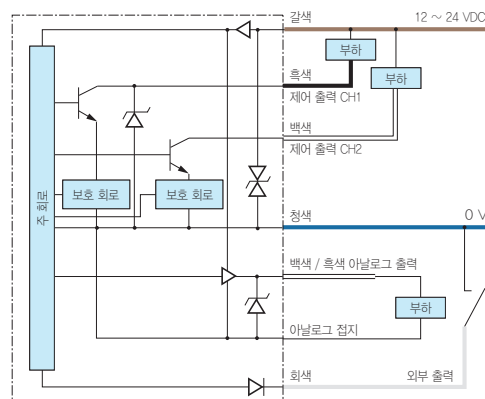 갈색
12 ~ 24 VDC
부하
흑색
부하
제어 출력 CH1
백색
제어 출력 CH2
주 회로
보호 회로
보호 회로
청색
0 V
백색 / 흑색 아날로그 출력
부하
아날로그 접지
회색
외부 출력